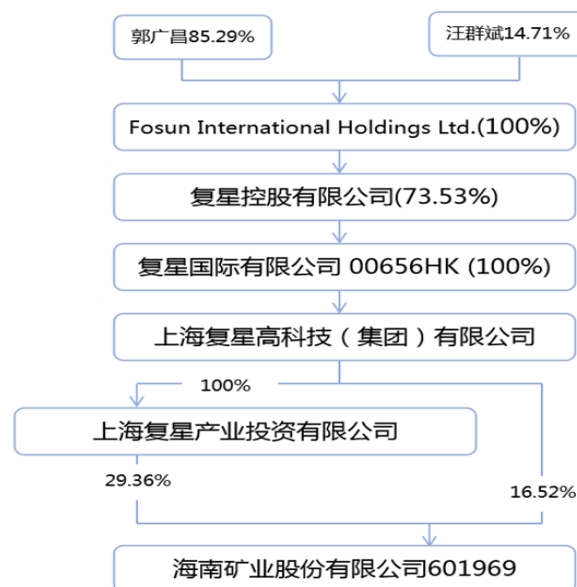 郭广昌85.29%
汪群斌14.71%
Fosun International Holdings Ltd.(100%)
复星控股有限公司(73.53%)
复星国际有限公司 00656HK (100%)
上海复星高科技（集团）有限公司
100%
上海复星产业投资有限公司
29.36%
16.52%
海南矿业股份有限公司601969